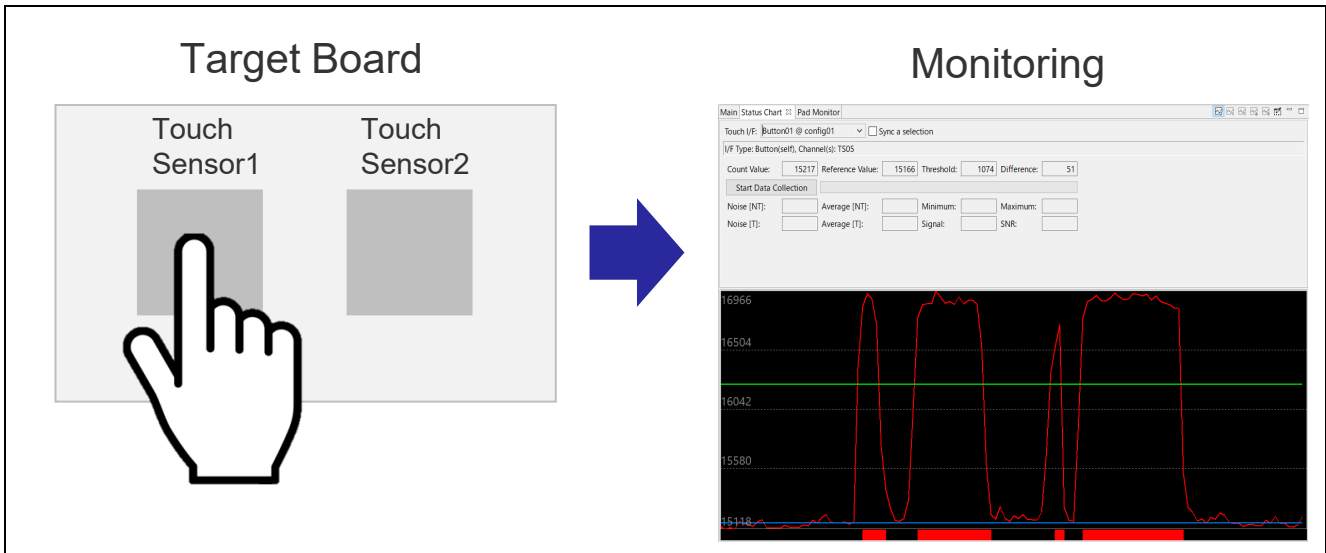 Target Board
Touch
Sensor1
Touch
Sensor2
Monitoring
Main Status Chart Pad Monitor
Touch I/F: Button01 @ config01 Sync a selection
I/F Type: Button(self), Channel(s): TS05
Count Value: 15217 Reference Value: 15166 Threshold: 1074 Difference: 51
Start Data Collection
Noise [NT]: Average [NT]: Minimum: Maximum:
Noise [T]: Average [T]: Signal: SNR:
16966
16504
16042
15580
15118